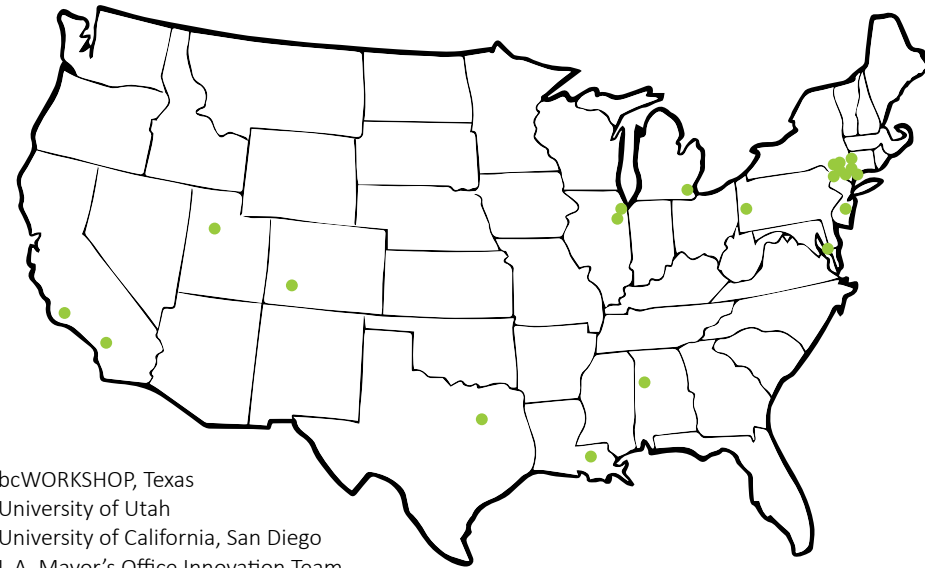 bcWORKSHOP, Texas
University of Utah
University of California, San Diego
L.A. Mayor's Office Innovation Team